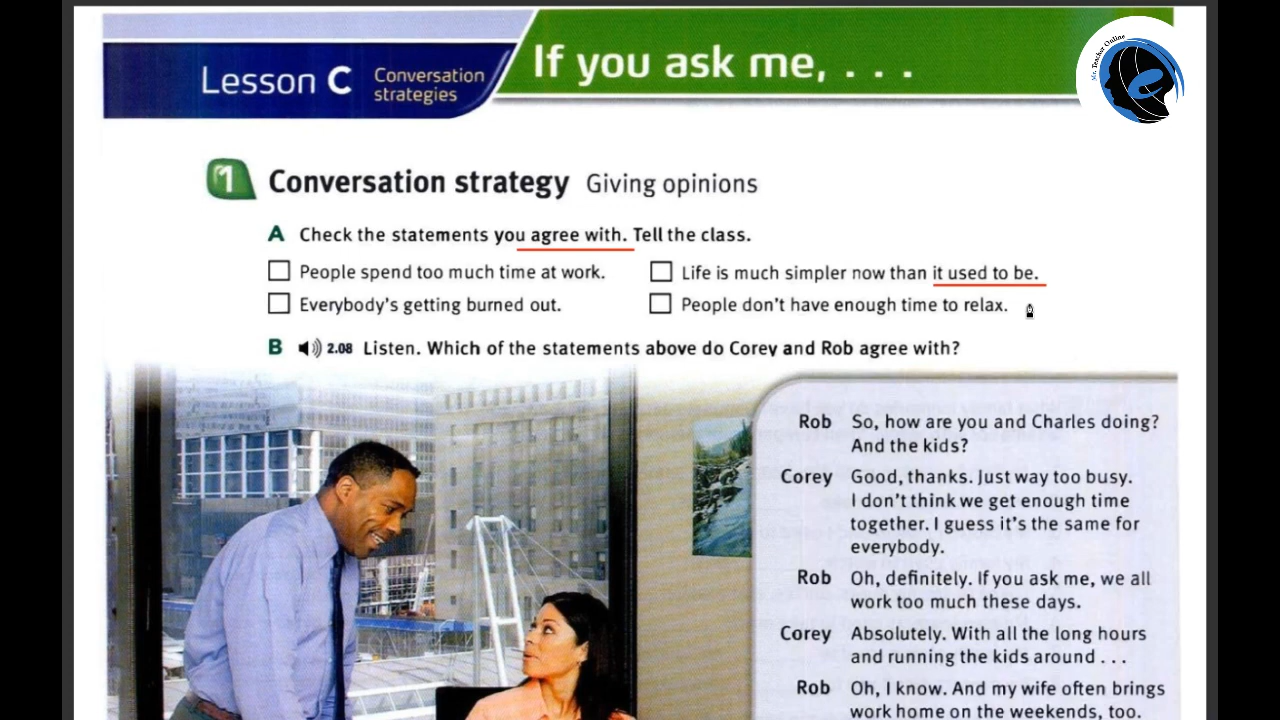 Lesson C Conversation strategies
If you ask me, . . .
Mr. Teacher Online
1 Conversation strategy Giving opinions
A Check the statements you agree with. Tell the class.
People spend too much time at work.
Life is much simpler now than it used to be.
Everybody's getting burned out.
People don't have enough time to relax.
B 2.08 Listen. Which of the statements above do Corey and Rob agree with?
Rob So, how are you and Charles doing?
And the kids?
Corey Good, thanks. Just way too busy.
I don't think we get enough time
together. I guess it's the same for
everybody.
Rob Oh, definitely. If you ask me, we all
work too much these days.
Corey Absolutely. With all the long hours
and running the kids around . . .
Rob Oh, I know. And my wife often brings
work home on the weekends, too.